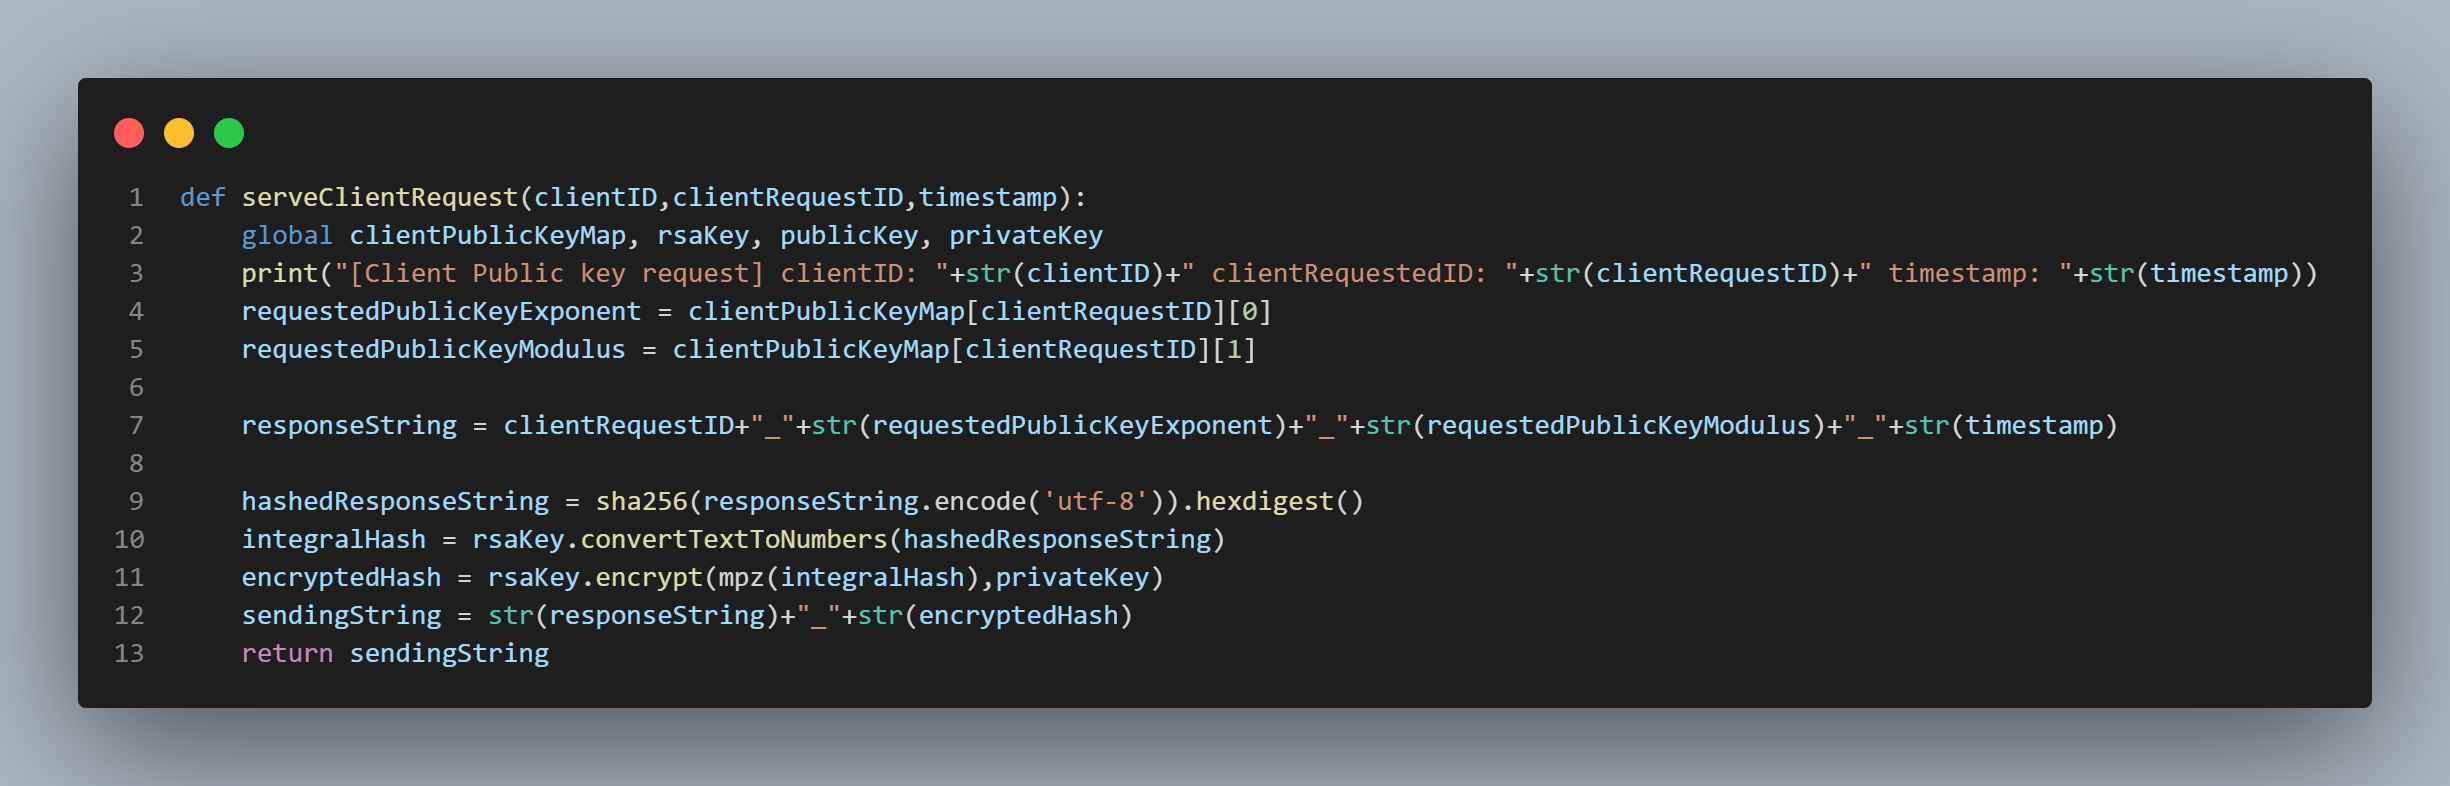 1 def serveClientRequest(clientID,clientRequestID,timestamp):
2     global clientPublicKeyMap, rsaKey, publicKey, privateKey
3     print("[Client Public key request] clientID: "+str(clientID)+" clientRequestedID: "+str(clientRequestID)+" timestamp: "+str(timestamp))
4     requestedPublicKeyExponent = clientPublicKeyMap[clientRequestID][0]
5     requestedPublicKeyModulus = clientPublicKeyMap[clientRequestID][1]
6
7     responseString = clientRequestID+"_"+str(requestedPublicKeyExponent)+"_"+str(requestedPublicKeyModulus)+"_"+str(timestamp)
8
9     hashedResponseString = sha256(responseString.encode('utf-8')).hexdigest()
10     integralHash = rsaKey.convertTextToNumbers(hashedResponseString)
11     encryptedHash = rsaKey.encrypt(mpz(integralHash),privateKey)
12     sendingString = str(responseString)+"_"+str(encryptedHash)
13     return sendingString